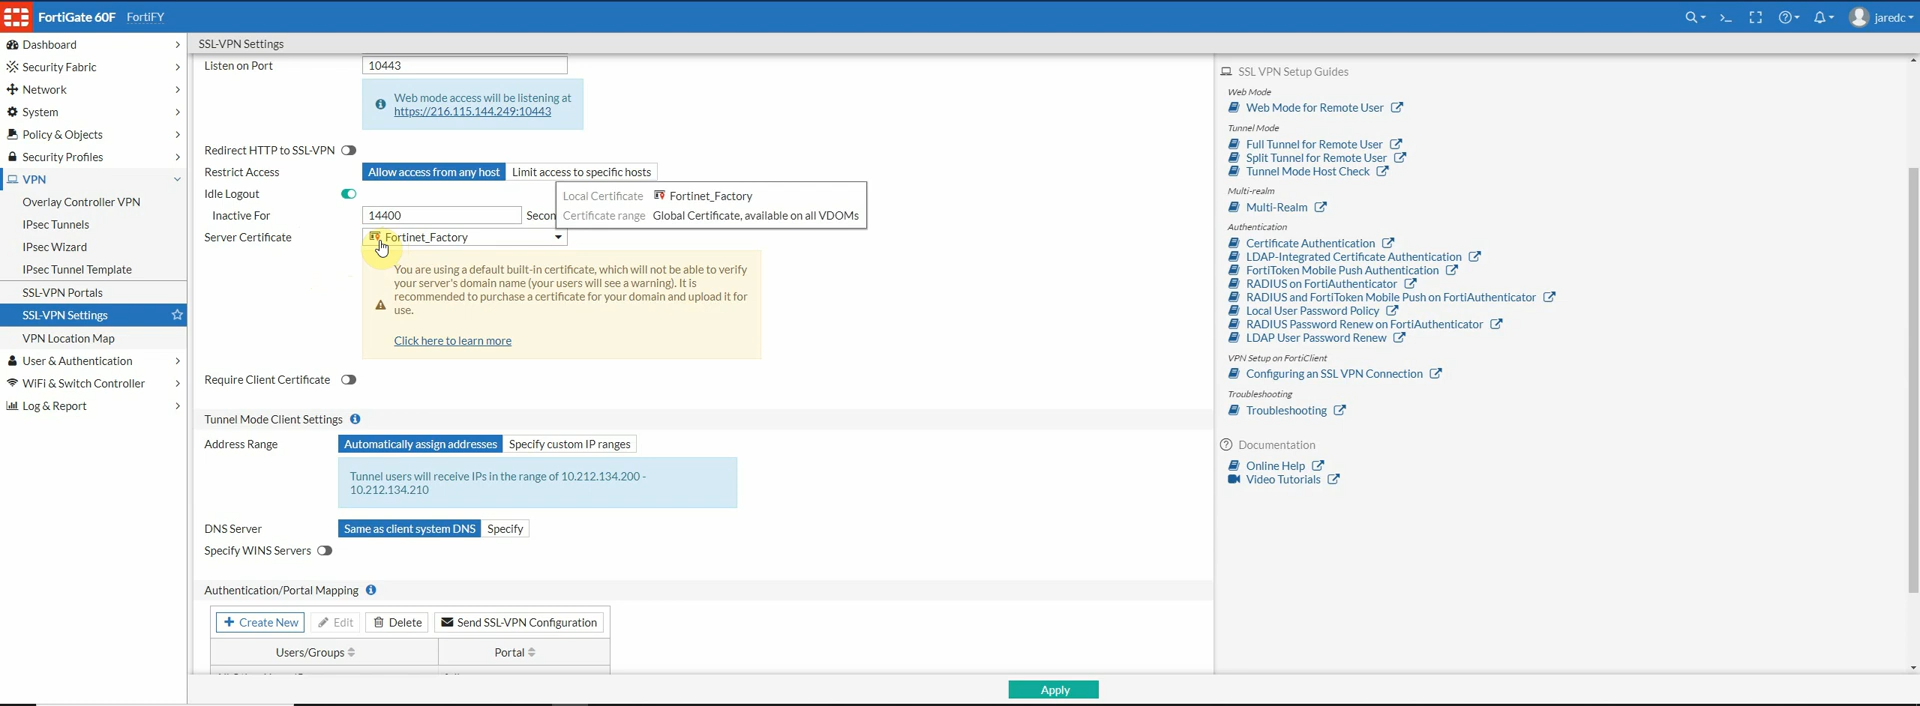 FortiGate 60F FortiFY
jaredc
Dashboard
Security Fabric
Network
System
Policy & Objects
Security Profiles
VPN
Overlay Controller VPN
IPsec Tunnels
IPsec Wizard
IPsec Tunnel Template
SSL-VPN Portals
SSL-VPN Settings
VPN Location Map
User & Authentication
WiFi & Switch Controller
Log & Report
SSL-VPN Settings
Listen on Port 10443
Web mode access will be listening at
https://216.115.144.249:10443
Redirect HTTP to SSL-VPN
Restrict Access Allow access from any host Limit access to specific hosts
Idle Logout
Local Certificate Fortinet_Factory
Inactive For 14400 Secon
Certificate range Global Certificate, available on all VDOMs
Server Certificate Fortinet_Factory
You are using a default built-in certificate, which will not be able to verify
your server's domain name (your users will see a warning). It is
recommended to purchase a certificate for your domain and upload it for
use.
Click here to learn more
Require Client Certificate
Tunnel Mode Client Settings
Address Range Automatically assign addresses Specify custom IP ranges
Tunnel users will receive IPs in the range of 10.212.134.200 -
10.212.134.210
DNS Server Same as client system DNS Specify
Specify WINS Servers
Authentication/Portal Mapping
+ Create New Edit Delete Send SSL-VPN Configuration
Users/Groups Portal
Apply
SSL VPN Setup Guides
Web Mode
Web Mode for Remote User
Tunnel Mode
Full Tunnel for Remote User
Split Tunnel for Remote User
Tunnel Mode Host Check
Multi-realm
Multi-Realm
Authentication
Certificate Authentication
LDAP-Integrated Certificate Authentication
FortiToken Mobile Push Authentication
RADIUS on FortiAuthenticator
RADIUS and FortiToken Mobile Push on FortiAuthenticator
Local User Password Policy
RADIUS Password Renew on FortiAuthenticator
LDAP User Password Renew
VPN Setup on FortiClient
Configuring an SSL VPN Connection
Troubleshooting
Troubleshooting
Documentation
Online Help
Video Tutorials